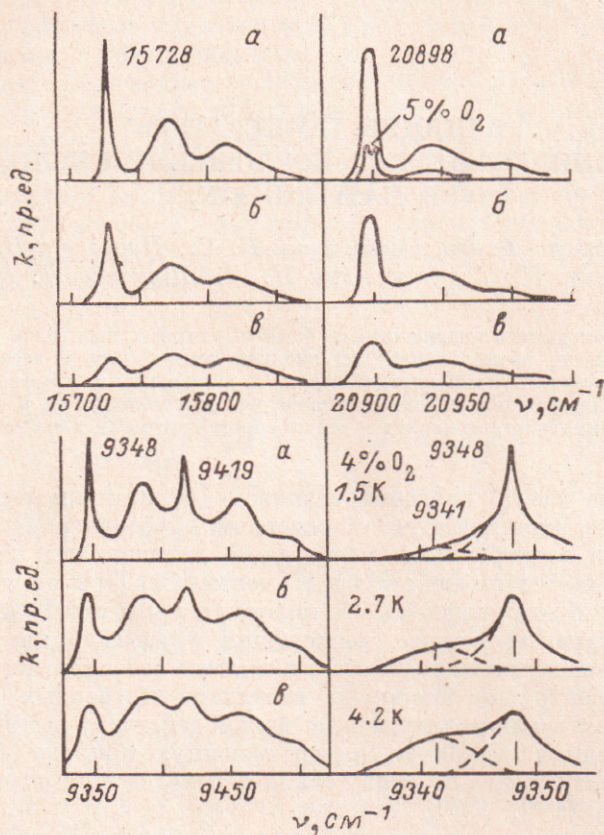 а
15728
а
20898
5% O₂
k, пр.ед.
б
б
в
в
15700
15800
20900
20950
ν, см⁻¹
9348
а
9419
4% O₂
1.5 K
9348
9341
k, пр.ед.
б
2.7 K
в
4.2 K
9350
9450
9340
9350
ν, см⁻¹